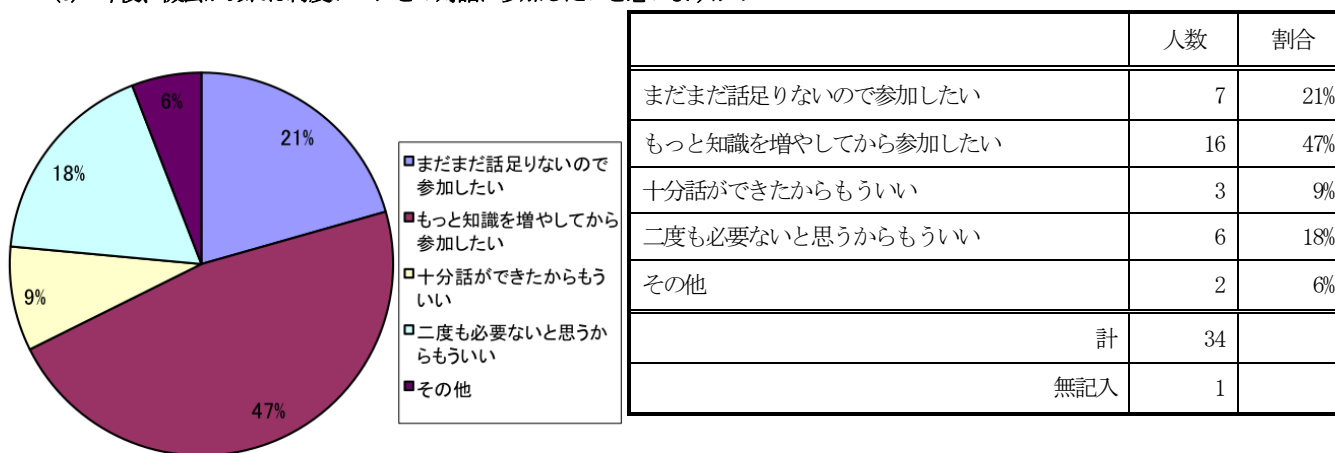 人数 割合
まだまだ話足りないので参加したい 7 21%
もっと知識を増やしてから参加したい 16 47%
十分話ができたからもういい 3 9%
二度も必要ないと思うからもういい 6 18%
その他 2 6%
計 34
無記入 1
6%
21%
18%
9%
47%
まだまだ話足りないので
参加したい
もっと知識を増やしてから
参加したい
十分話ができたからもう
いい
二度も必要ないと思うか
らもういい
その他